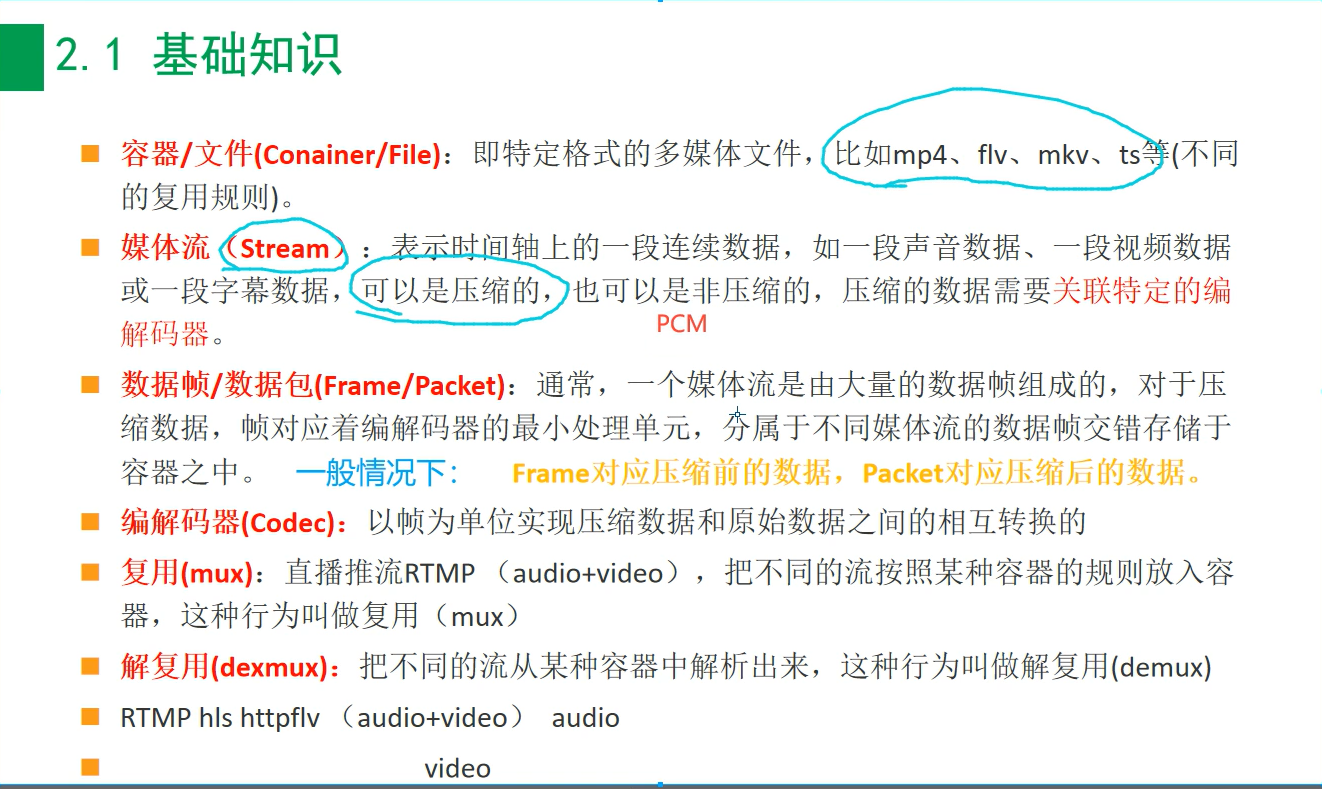 2.1 基础知识
容器/文件(Conainer/File)：即特定格式的多媒体文件，比如mp4、flv、mkv、ts等(不同
的复用规则)。
媒体流（Stream）：表示时间轴上的一段连续数据，如一段声音数据、一段视频数据
或一段字幕数据，可以是压缩的，也可以是非压缩的，压缩的数据需要关联特定的编
解码器。
PCM
数据帧/数据包(Frame/Packet)：通常，一个媒体流是由大量的数据帧组成的，对于压
缩数据，帧对应着编解码器的最小处理单元，分属于不同媒体流的数据帧交错存储于
容器之中。 一般情况下： Frame对应压缩前的数据，Packet对应压缩后的数据。
编解码器(Codec)：以帧为单位实现压缩数据和原始数据之间的相互转换的
复用(mux)：直播推流RTMP （audio+video），把不同的流按照某种容器的规则放入容
器，这种行为叫做复用（mux）
解复用(dexmux)：把不同的流从某种容器中解析出来，这种行为叫做解复用(demux)
RTMP hls httpflv （audio+video） audio
video